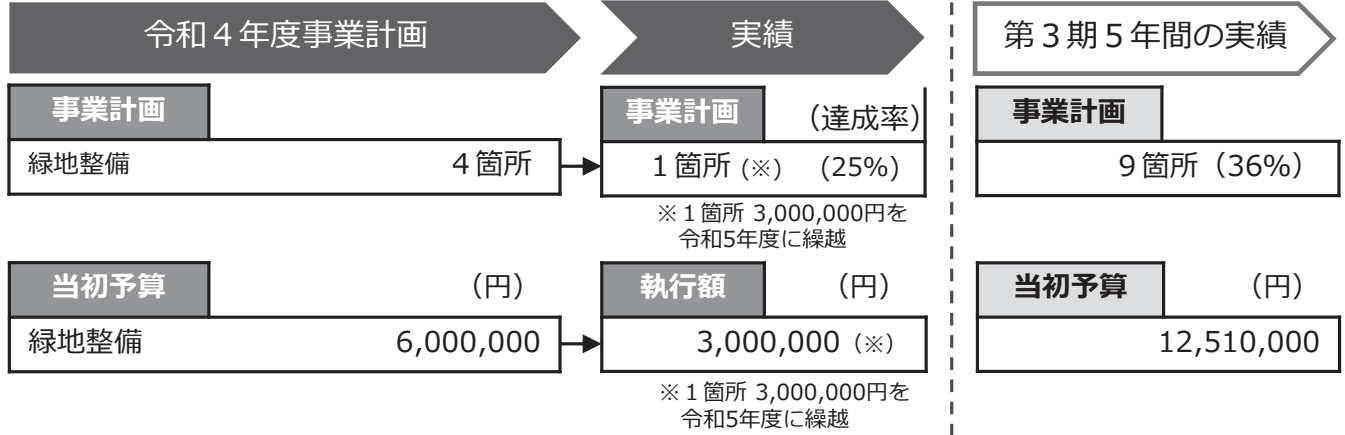 令和４年度事業計画
実績
第３期５年間の実績
事業計画
緑地整備 ４箇所
事業計画 （達成率）
１箇所（※） （25%）
※１箇所 3,000,000円を
令和5年度に繰越
事業計画
９箇所（36%）
当初予算 （円）
緑地整備 6,000,000
執行額 （円）
3,000,000（※）
※１箇所 3,000,000円を
令和5年度に繰越
当初予算 （円）
12,510,000